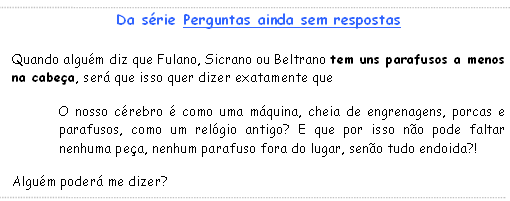 Da série Perguntas ainda sem respostas
Quando alguém diz que Fulano, Sicrano ou Beltrano tem uns parafusos a menos
na cabeça, será que isso quer dizer exatamente que
O nosso cérebro é como uma máquina, cheia de engrenagens, porcas e
parafusos, como um relógio antigo? E que por isso não pode faltar
nenhuma peça, nenhum parafuso fora do lugar, senão tudo endoida?!
Alguém poderá me dizer?